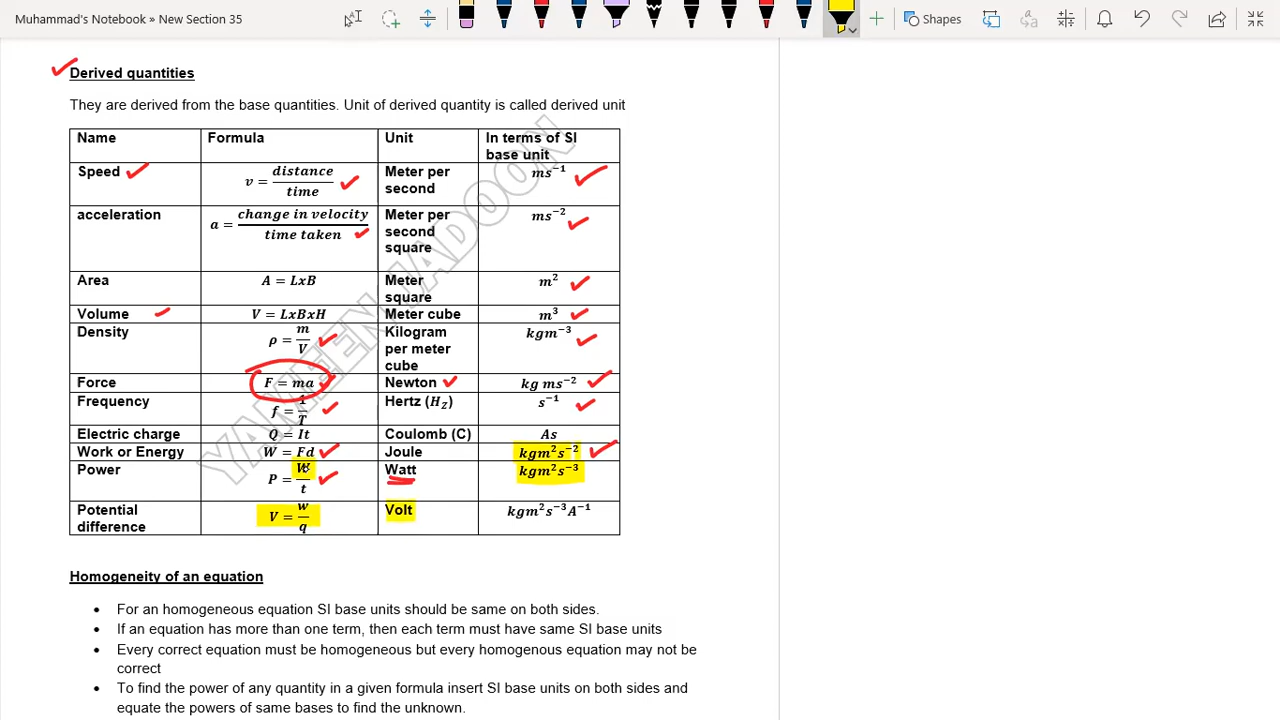 Muhammad's Notebook » New Section 35
Shapes
Derived quantities
They are derived from the base quantities. Unit of derived quantity is called derived unit
Name Formula Unit In terms of SI base unit
Speed v = distance/time Meter per second ms⁻¹
acceleration a = change in velocity/time taken Meter per second square ms⁻²
Area A = LxB Meter square m²
Volume V = LxBxH Meter cube m³
Density ρ = m/V Kilogram per meter cube kgm⁻³
Force F = ma Newton kg ms⁻²
Frequency f = 1/T Hertz (H_Z) s⁻¹
Electric charge Q = It Coulomb (C) As
Work or Energy W = Fd Joule kgm²s⁻²
Power P = W/t Watt kgm²s⁻³
Potential difference V = w/q Volt kgm²s⁻³A⁻¹
YAMEEN JADOON
Homogeneity of an equation
• For an homogeneous equation SI base units should be same on both sides.
• If an equation has more than one term, then each term must have same SI base units
• Every correct equation must be homogeneous but every homogenous equation may not be
correct
• To find the power of any quantity in a given formula insert SI base units on both sides and
equate the powers of same bases to find the unknown.